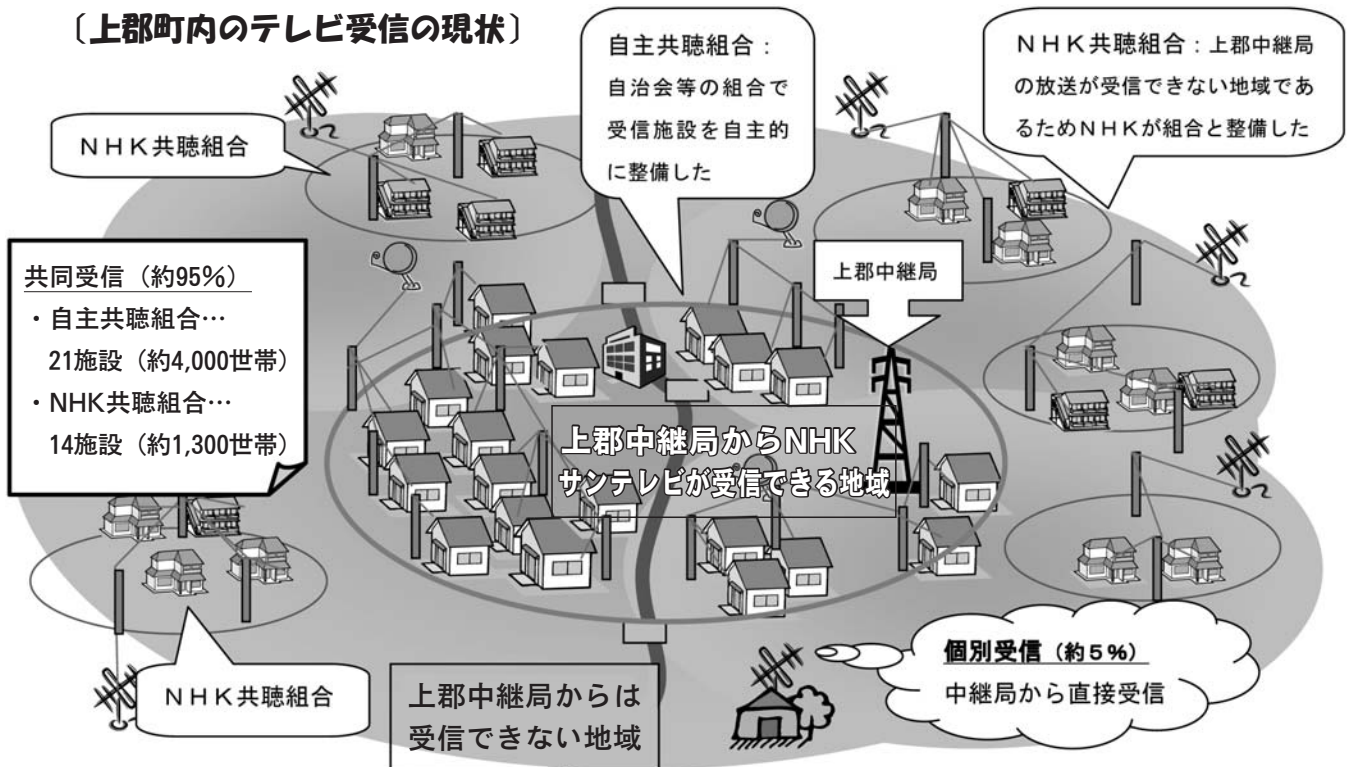 〔上郡町内のテレビ受信の現状〕
自主共聴組合：
自治会等の組合で
受信施設を自主的
に整備した
ＮＨＫ共聴組合：上郡中継局
の放送が受信できない地域であ
るためＮＨＫが組合と整備した
ＮＨＫ共聴組合
共同受信（約95％）
・自主共聴組合…
21施設（約4,000世帯）
・NHK共聴組合…
14施設（約1,300世帯）
上郡中継局
上郡中継局からNHK
サンテレビが受信できる地域
ＮＨＫ共聴組合
上郡中継局からは
受信できない地域
個別受信（約５％）
中継局から直接受信